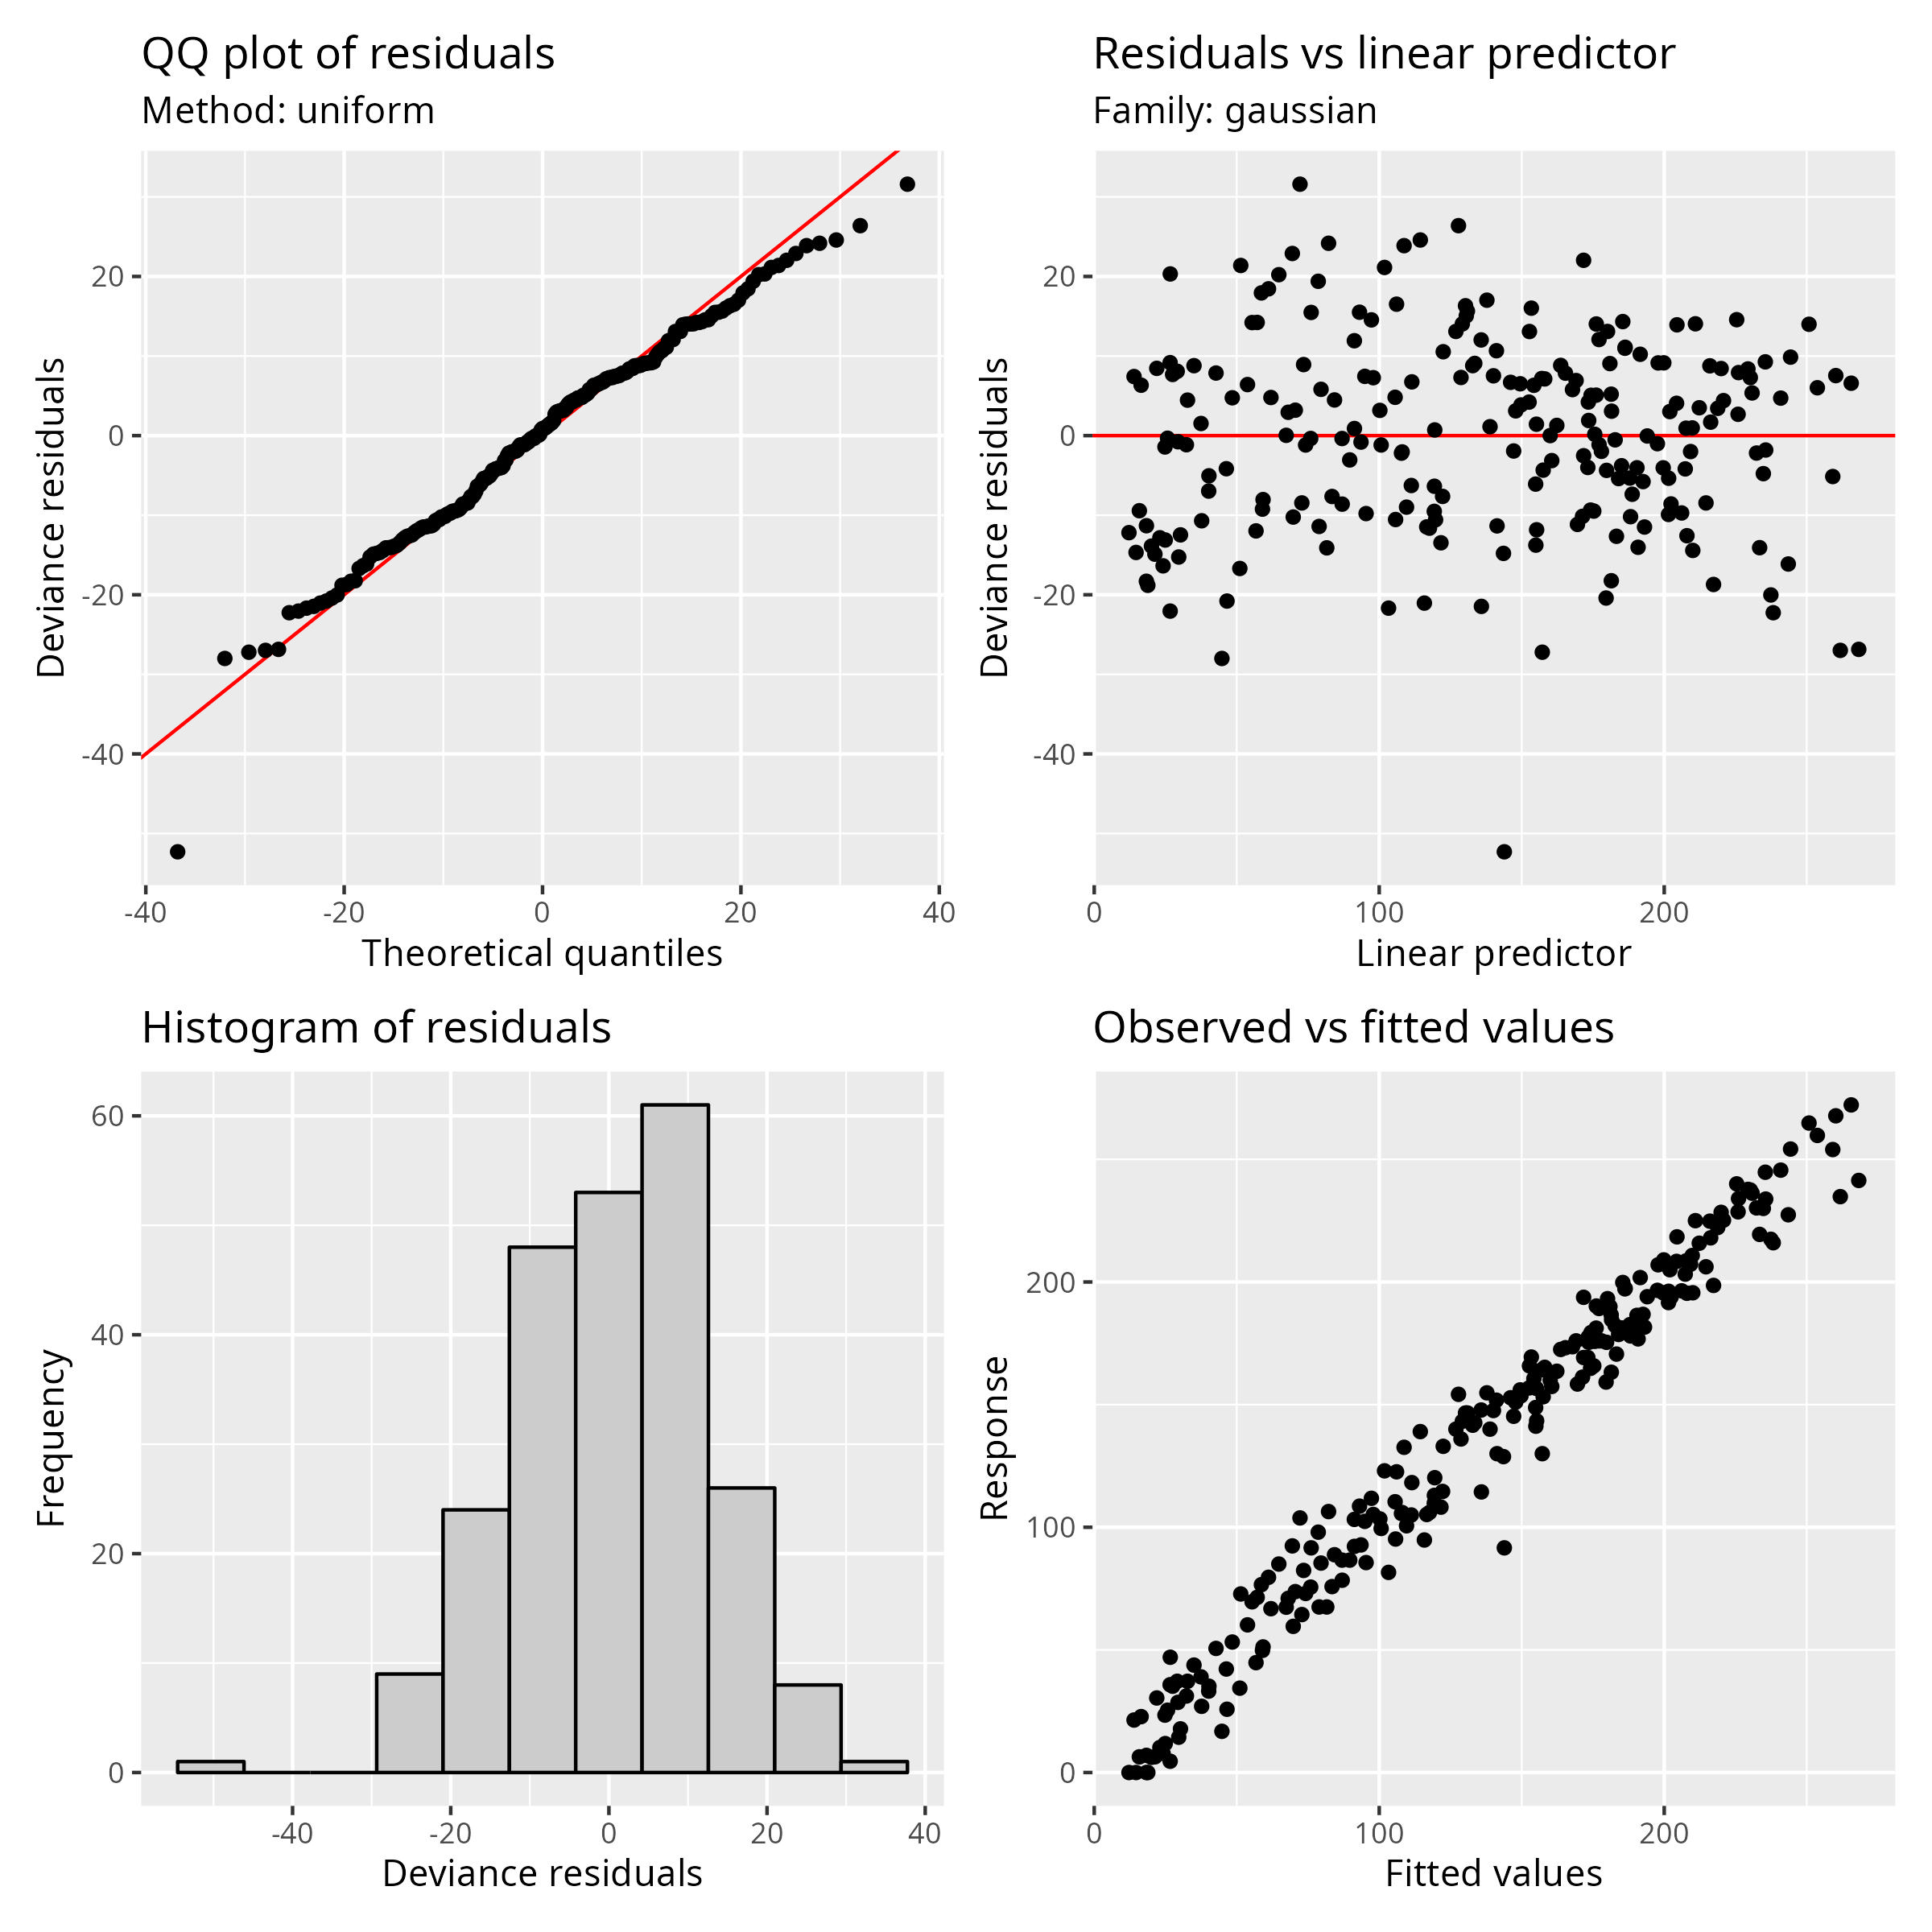 QQ plot of residuals
Method: uniform
Deviance residuals
20
0
-20
-40
-40 -20 0 20 40
Theoretical quantiles
Residuals vs linear predictor
Family: gaussian
Deviance residuals
20
0
-20
-40
0 100 200
Linear predictor
Histogram of residuals
Frequency
60
40
20
0
-40 -20 0 20 40
Deviance residuals
Observed vs fitted values
Response
200
100
0
0 100 200
Fitted values